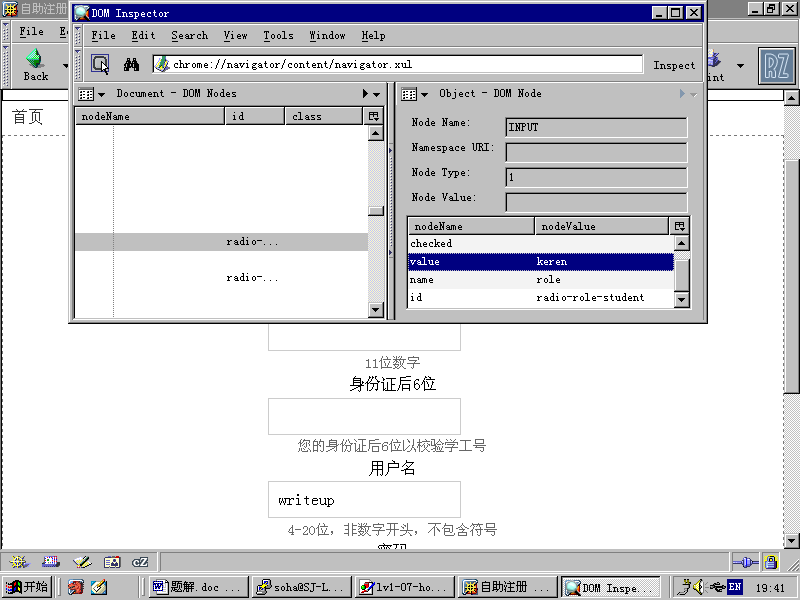 自助注册
DOM Inspector
File
File Edit Search View Tools Window Help
Back
chrome://navigator/content/navigator.xul
Inspect
Document - DOM Nodes
Object - DOM Node
nodeName id class
radio-...
radio-...
Node Name: INPUT
Namespace URI:
Node Type: 1
Node Value:
nodeName nodeValue
checked
value keren
name role
id radio-role-student
首页
11位数字
身份证后6位
您的身份证后6位以校验学工号
用户名
writeup
4-20位，非数字开头，不包含符号
密码
cZ
开始 题解.doc ... soha@SJ-L... lv1-07-ho... 自助注册 ... DOM Inspe... EN 19:41